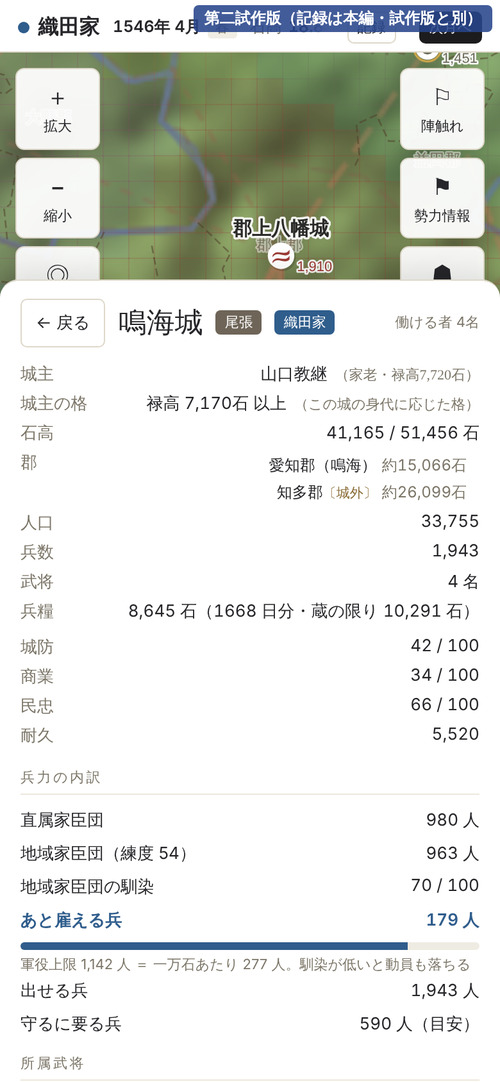 第二試作版（記録は本編・試作版と別）
織田家 1546年 4月
1,451
＋
拡大
陣触れ
−
縮小
勢力情報
郡上八幡城
1,910
← 戻る 鳴海城 尾張 織田家 働ける者 4名
城主 山口教継 （家老・禄高7,720石）
城主の格 禄高 7,170石 以上 （この城の身代に応じた格）
石高 41,165 / 51,456 石
郡 愛知郡（鳴海） 約15,066石
知多郡〔城外〕 約26,099石
人口 33,755
兵数 1,943
武将 4 名
兵糧 8,645 石（1668 日分・蔵の限り 10,291 石）
城防 42 / 100
商業 34 / 100
民忠 66 / 100
耐久 5,520
兵力の内訳
直属家臣団 980 人
地域家臣団（練度 54） 963 人
地域家臣団の馴染 70 / 100
あと雇える兵 179 人
軍役上限 1,142 人 ＝ 一万石あたり 277 人。馴染が低いと動員も落ちる
出せる兵 1,943 人
守るに要る兵 590 人（目安）
所属武将